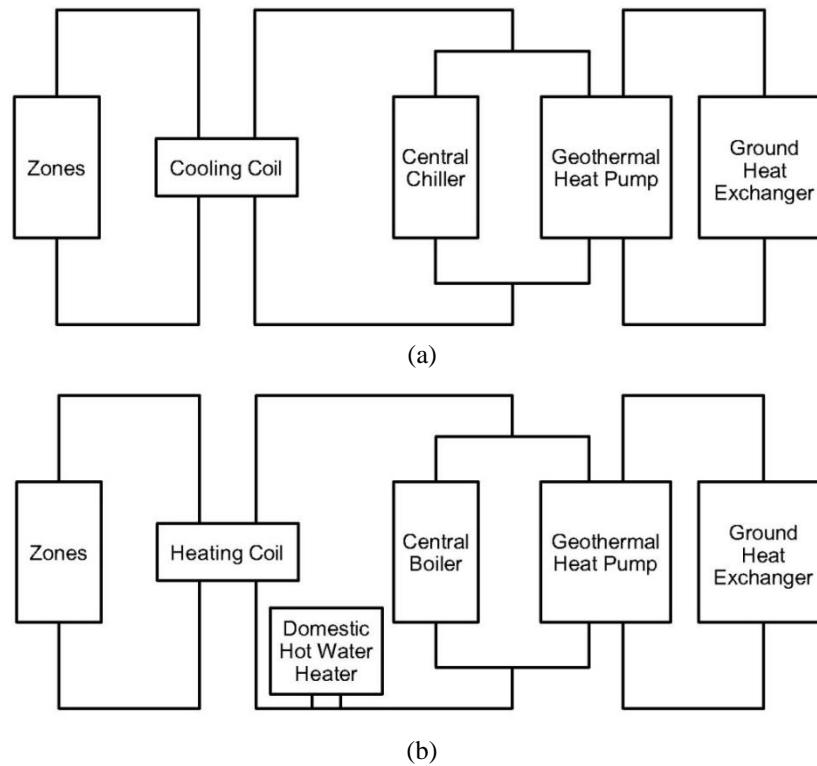 Zones
Cooling Coil
Central
Chiller
Geothermal
Heat Pump
Ground
Heat
Exchanger
(a)
Zones
Heating Coil
Domestic
Hot Water
Heater
Central
Boiler
Geothermal
Heat Pump
Ground
Heat
Exchanger
(b)